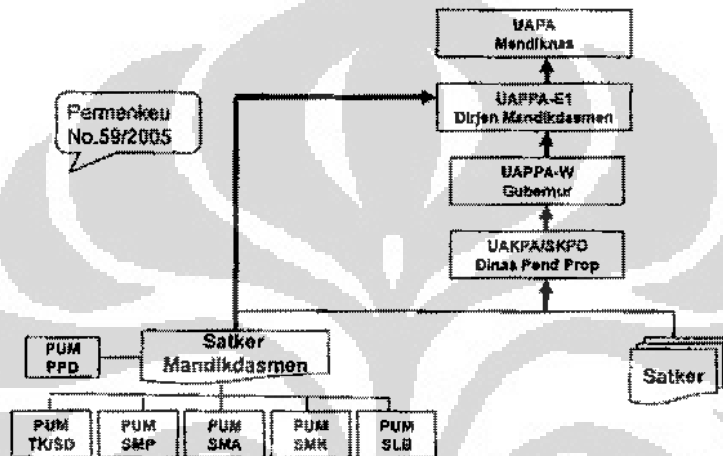 UAPA
Mendiknas
Permenkeu
No.59/2005
UAPPA-E1
Dirjen Mandikdasmen
UAPPA-W
Gubernur
UAKPA/SKPD
Dinas Pend Prop
PUM
PPD
Satker
Mandikdasmen
Satker
PUM
TK/SD
PUM
SMP
PUM
SMA
PUM
SMK
PUM
SLB